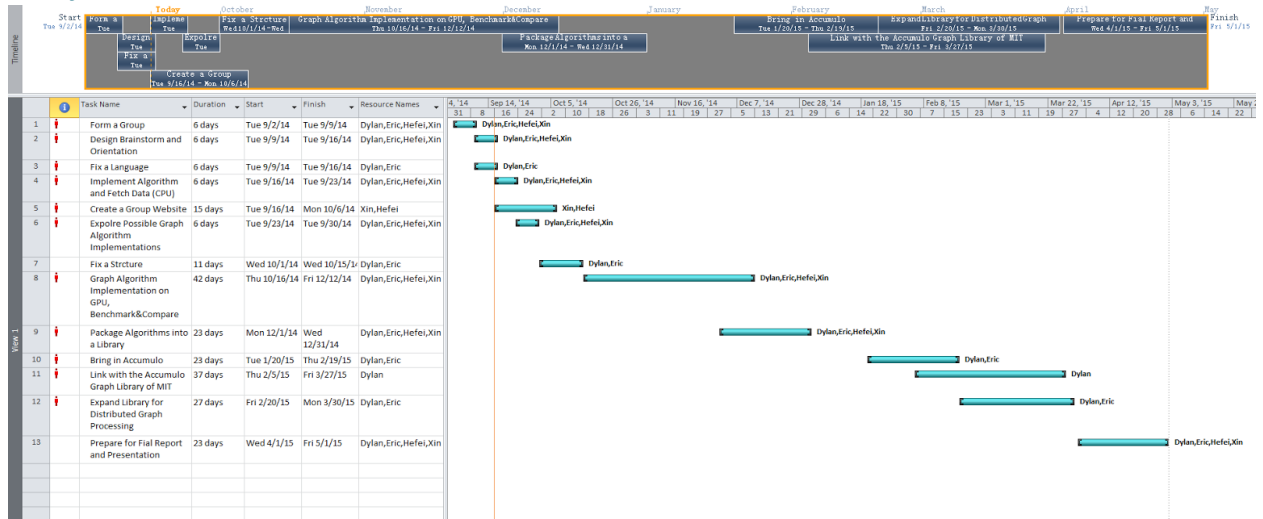 Today October November December January February March April May
Start
Tue 9/2/14
Form a
Tue
Impleme
Tue
Fix a Strcture
Wed 10/1/14 - Wed
Graph Algorithm Implementation on GPU, Benchmark&Compare
Thu 10/16/14 - Fri 12/12/14
Bring in Accumulo
Tue 1/20/15 - Thu 2/19/15
Expand Library for Distributed Graph
Fri 2/20/15 - Mon 3/30/15
Prepare for Fial Report and
Wed 4/1/15 - Fri 5/1/15
Finish
Fri 5/1/15
Design
Tue
Expolre
Tue
Package Algorithms into a
Mon 12/1/14 - Wed 12/31/14
Link with the Accumulo Graph Library of MIT
Thu 2/5/15 - Fri 3/27/15
Fix a
Tue
Create a Group
Tue 9/16/14 - Mon 10/6/14
Timeline
View 1
Task Name Duration Start Finish Resource Names
4, '14 Sep 14, '14 Oct 5, '14 Oct 26, '14 Nov 16, '14 Dec 7, '14 Dec 28, '14 Jan 18, '15 Feb 8, '15 Mar 1, '15 Mar 22, '15 Apr 12, '15 May 3, '15 May
31 8 16 24 2 10 18 26 3 11 19 27 5 13 21 29 6 14 22 30 7 15 23 3 11 19 27 4 12 20 28 6 14 22
1 Form a Group 6 days Tue 9/2/14 Tue 9/9/14 Dylan,Eric,Hefei,Xin
Dylan,Eric,Hefei,Xin
2 Design Brainstorm and 6 days Tue 9/9/14 Tue 9/16/14 Dylan,Eric,Hefei,Xin
Orientation
Dylan,Eric,Hefei,Xin
3 Fix a Language 6 days Tue 9/9/14 Tue 9/16/14 Dylan,Eric
Dylan,Eric
4 Implement Algorithm 6 days Tue 9/16/14 Tue 9/23/14 Dylan,Eric,Hefei,Xin
and Fetch Data (CPU)
Dylan,Eric,Hefei,Xin
5 Create a Group Website 15 days Tue 9/16/14 Mon 10/6/14 Xin,Hefei
Xin,Hefei
6 Expolre Possible Graph 6 days Tue 9/23/14 Tue 9/30/14 Dylan,Eric,Hefei,Xin
Algorithm
Implementations
Dylan,Eric,Hefei,Xin
7 Fix a Strcture 11 days Wed 10/1/14 Wed 10/15/14 Dylan,Eric
Dylan,Eric
8 Graph Algorithm 42 days Thu 10/16/14 Fri 12/12/14 Dylan,Eric,Hefei,Xin
Implementation on
GPU,
Benchmark&Compare
Dylan,Eric,Hefei,Xin
9 Package Algorithms into 23 days Mon 12/1/14 Wed Dylan,Eric,Hefei,Xin
a Library 12/31/14
Dylan,Eric,Hefei,Xin
10 Bring in Accumulo 23 days Tue 1/20/15 Thu 2/19/15 Dylan,Eric
Dylan,Eric
11 Link with the Accumulo 37 days Thu 2/5/15 Fri 3/27/15 Dylan
Graph Library of MIT
Dylan
12 Expand Library for 27 days Fri 2/20/15 Mon 3/30/15 Dylan,Eric
Distributed Graph
Processing
Dylan,Eric
13 Prepare for Fial Report 23 days Wed 4/1/15 Fri 5/1/15 Dylan,Eric,Hefei,Xin
and Presentation
Dylan,Eric,Hefei,Xin